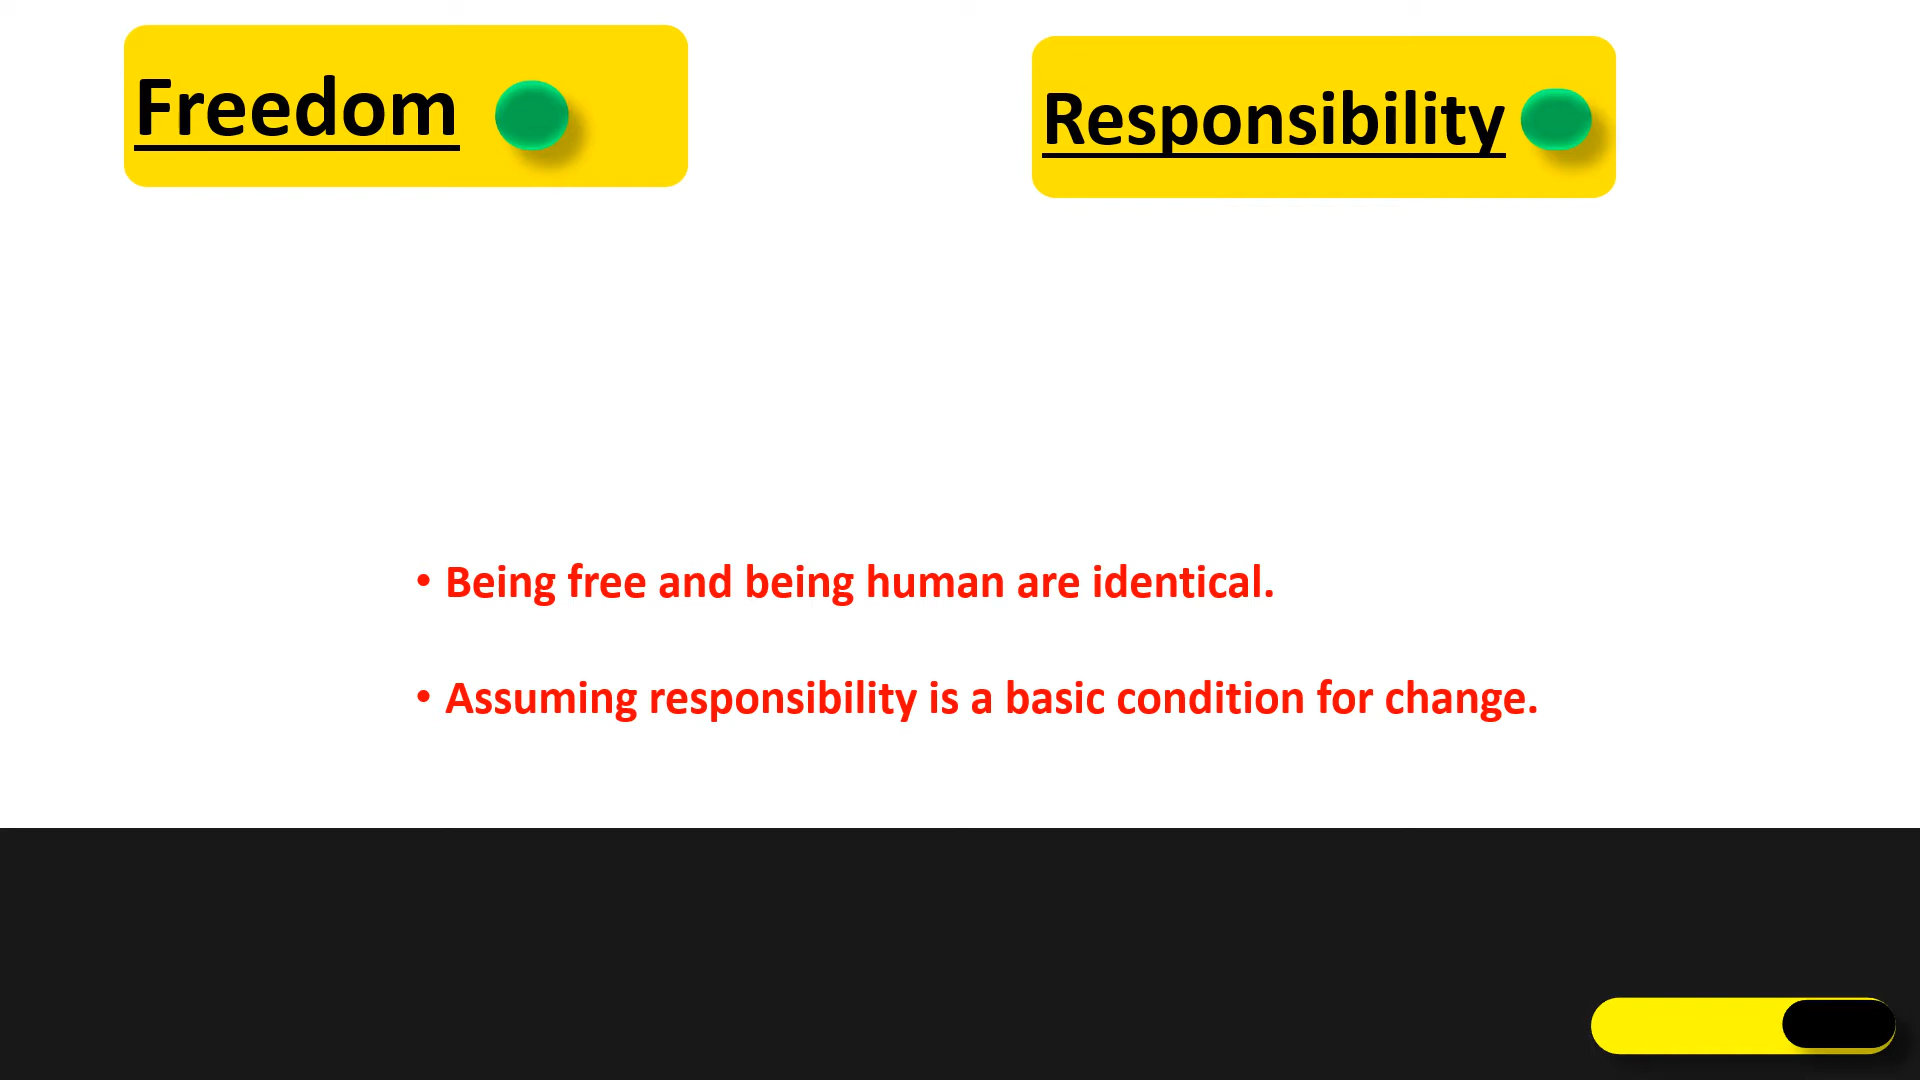 Freedom
Responsibility
• Being free and being human are identical.
• Assuming responsibility is a basic condition for change.